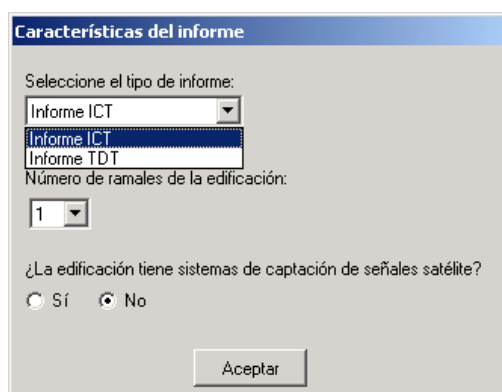 Características del informe
Seleccione el tipo de informe:
Informe ICT
Informe ICT
Informe TDT
Número de ramales de la edificación:
1
¿La edificación tiene sistemas de captación de señales satélite?
Sí No
Aceptar